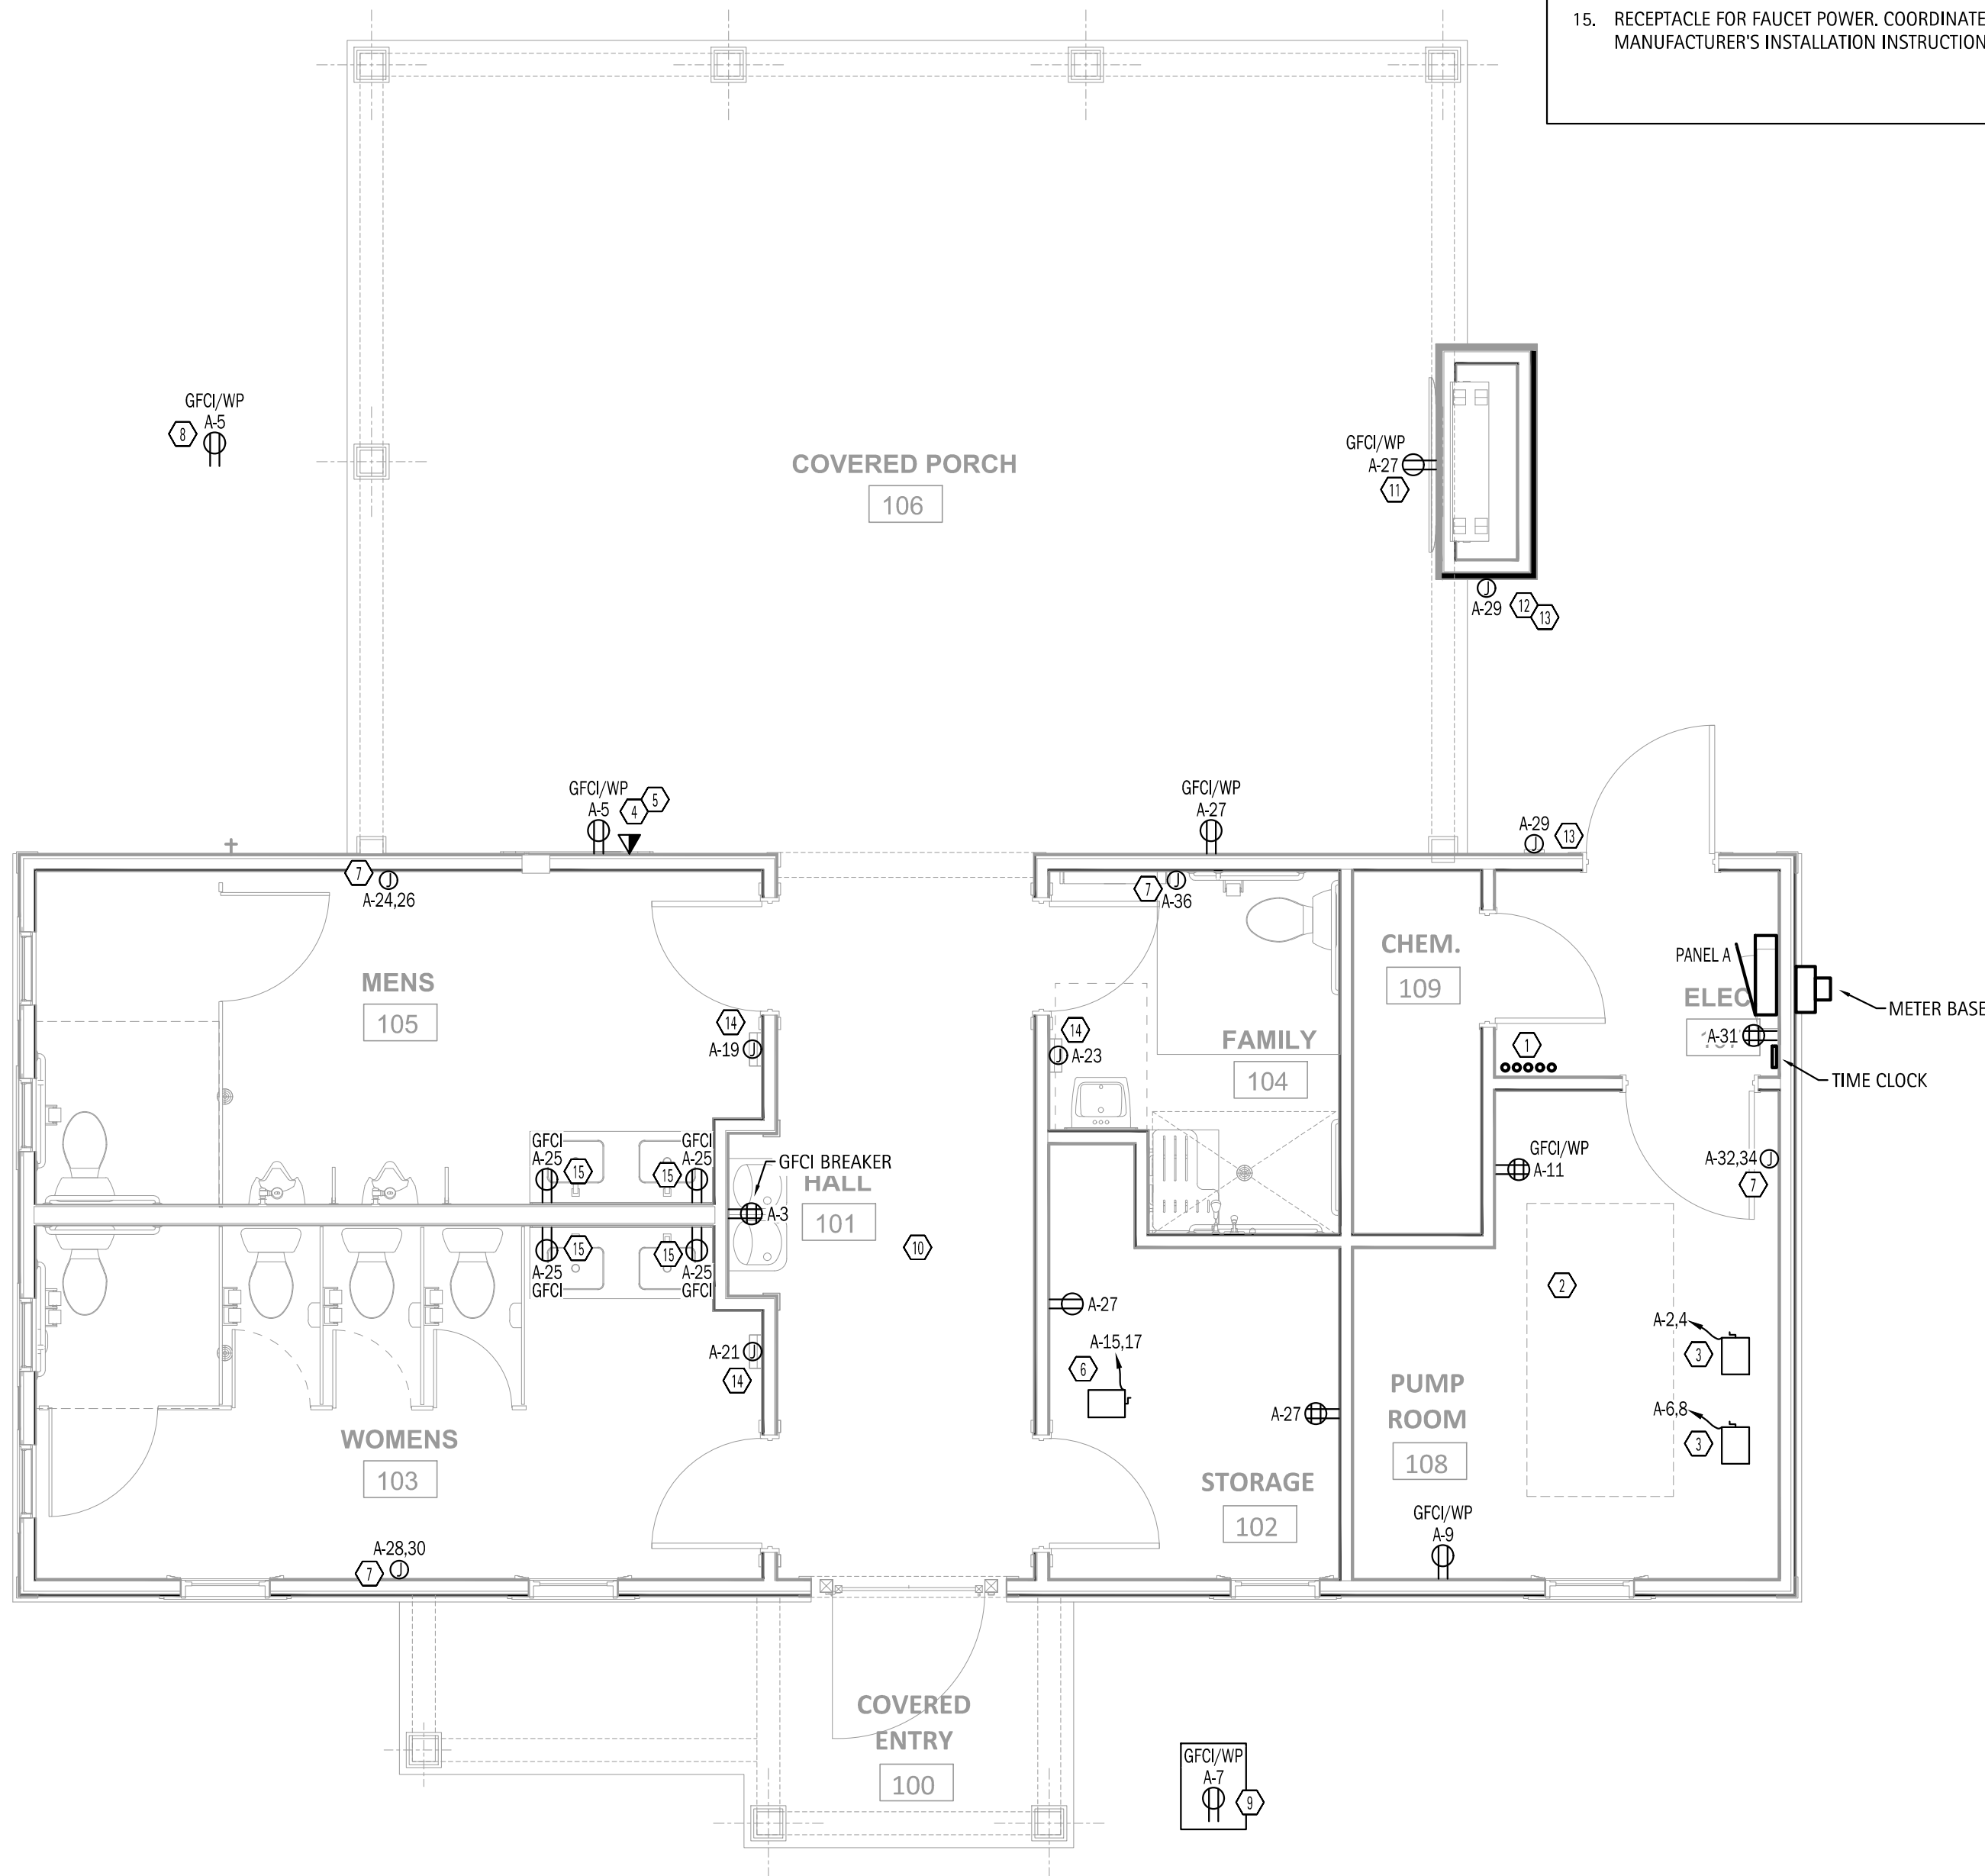 15. RECEPTACLE FOR FAUCET POWER. COORDINATE
MANUFACTURER'S INSTALLATION INSTRUCTION
GFCI/WP
A-5
8
COVERED PORCH
106
GFCI/WP
A-27
11
J
A-29
12
13
GFCI/WP
A-5
4
5
GFCI/WP
A-27
A-29
13
J
7
J
A-24,26
7
J
A-36
MENS
105
14
A-19 J
14
J A-23
FAMILY
104
CHEM.
109
PANEL A
ELEC
METER BASE
A-31
1
TIME CLOCK
GFCI
A-25
15
GFCI
A-25
15
GFCI BREAKER
HALL
101
A-3
10
GFCI/WP
A-11
A-32,34 J
7
15
A-25
GFCI
15
A-25
GFCI
A-27
2
A-21 J
14
A-15,17
6
A-2,4
3
A-6,8
3
A-27
PUMP
ROOM
108
WOMENS
103
STORAGE
102
A-28,30
7
J
GFCI/WP
A-9
COVERED
ENTRY
100
GFCI/WP
A-7
9